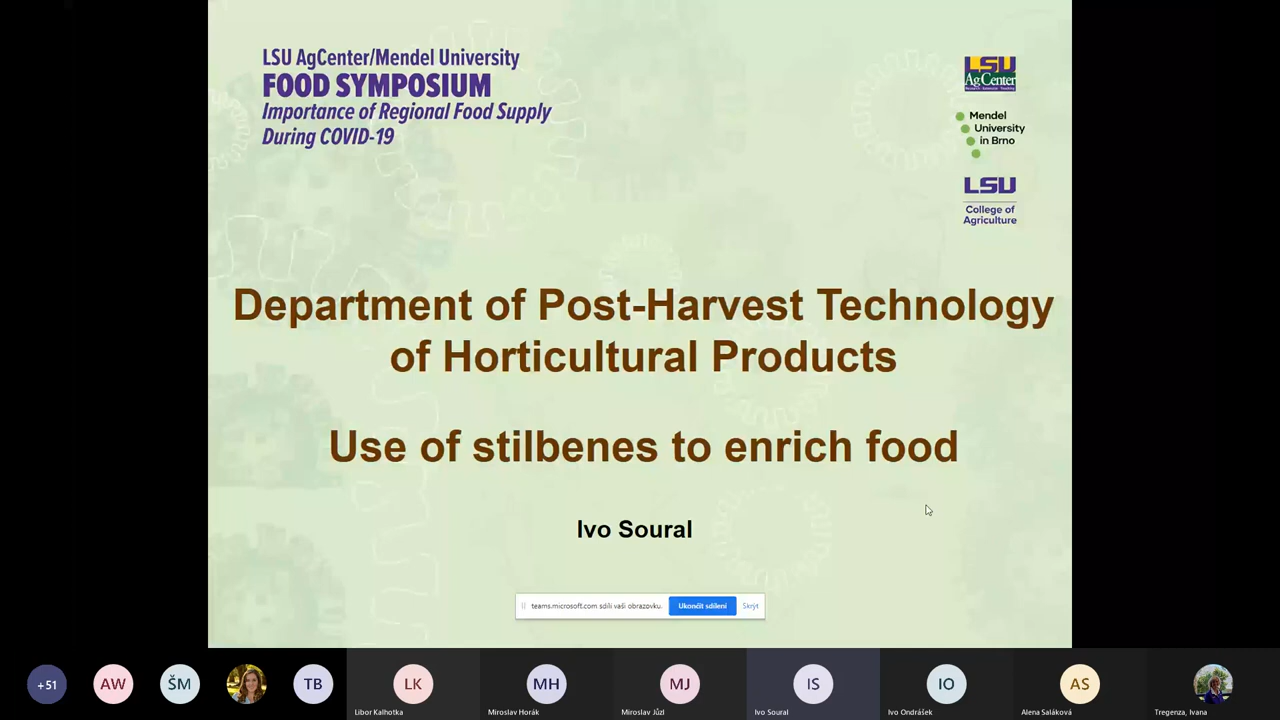 LSU AgCenter/Mendel University
FOOD SYMPOSIUM
Importance of Regional Food Supply
During COVID-19
LSU
AgCenter
Mendel
University
in Brno
LSU
College of
Agriculture
Department of Post-Harvest Technology
of Horticultural Products
Use of stilbenes to enrich food
Ivo Soural
teams.microsoft.com sdílí vaši obrazovku. Ukončit sdílení Skrýt
+51 AW ŠM TB LK MH MJ IS IO AS
Libor Kalhotka Miroslav Horák Miroslav Jůzl Ivo Soural Ivo Ondrášek Alena Saláková Tregenza, Ivana